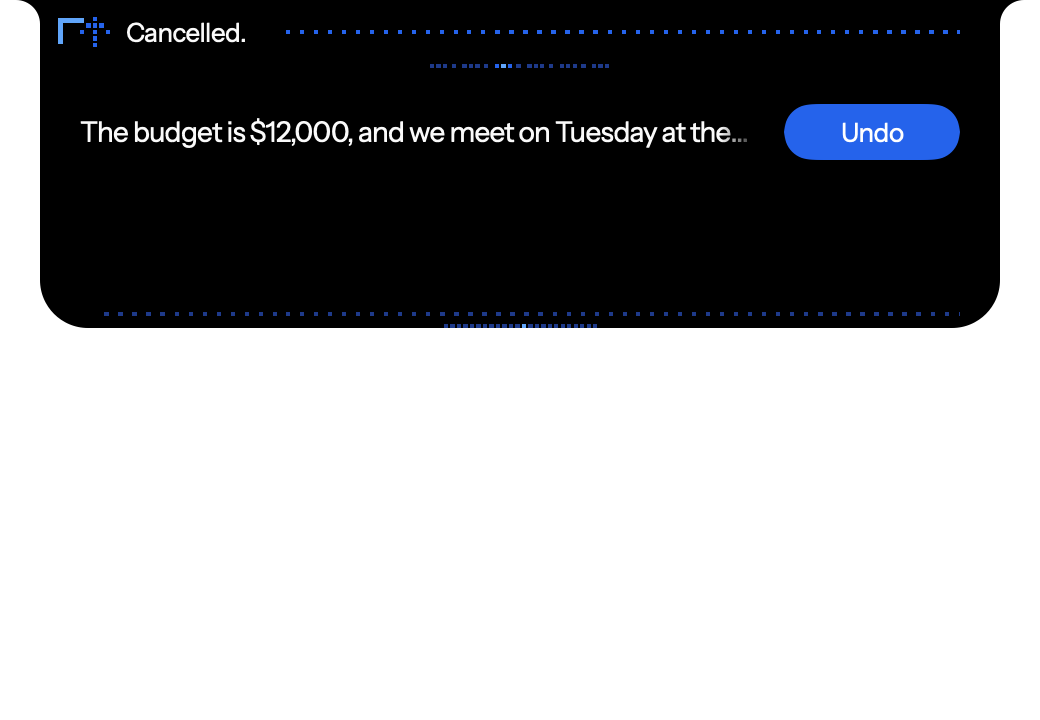 Cancelled.
The budget is $12,000, and we meet on Tuesday at the...
Undo